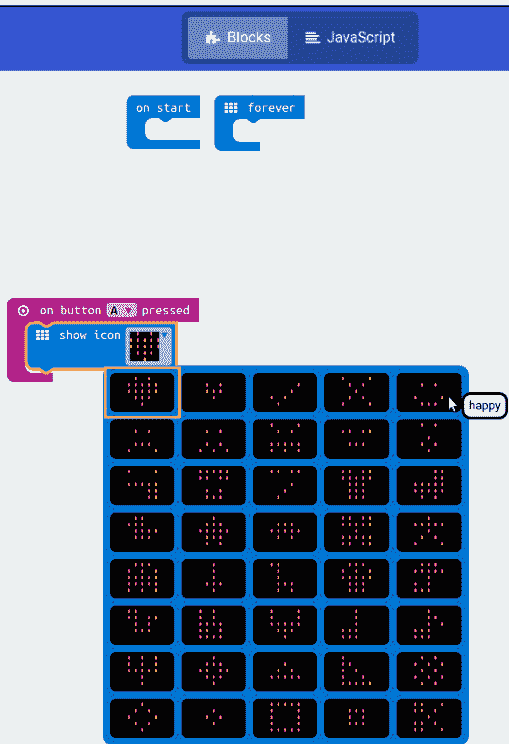 Blocks
JavaScript
on start
forever
on button A pressed
show icon
happy